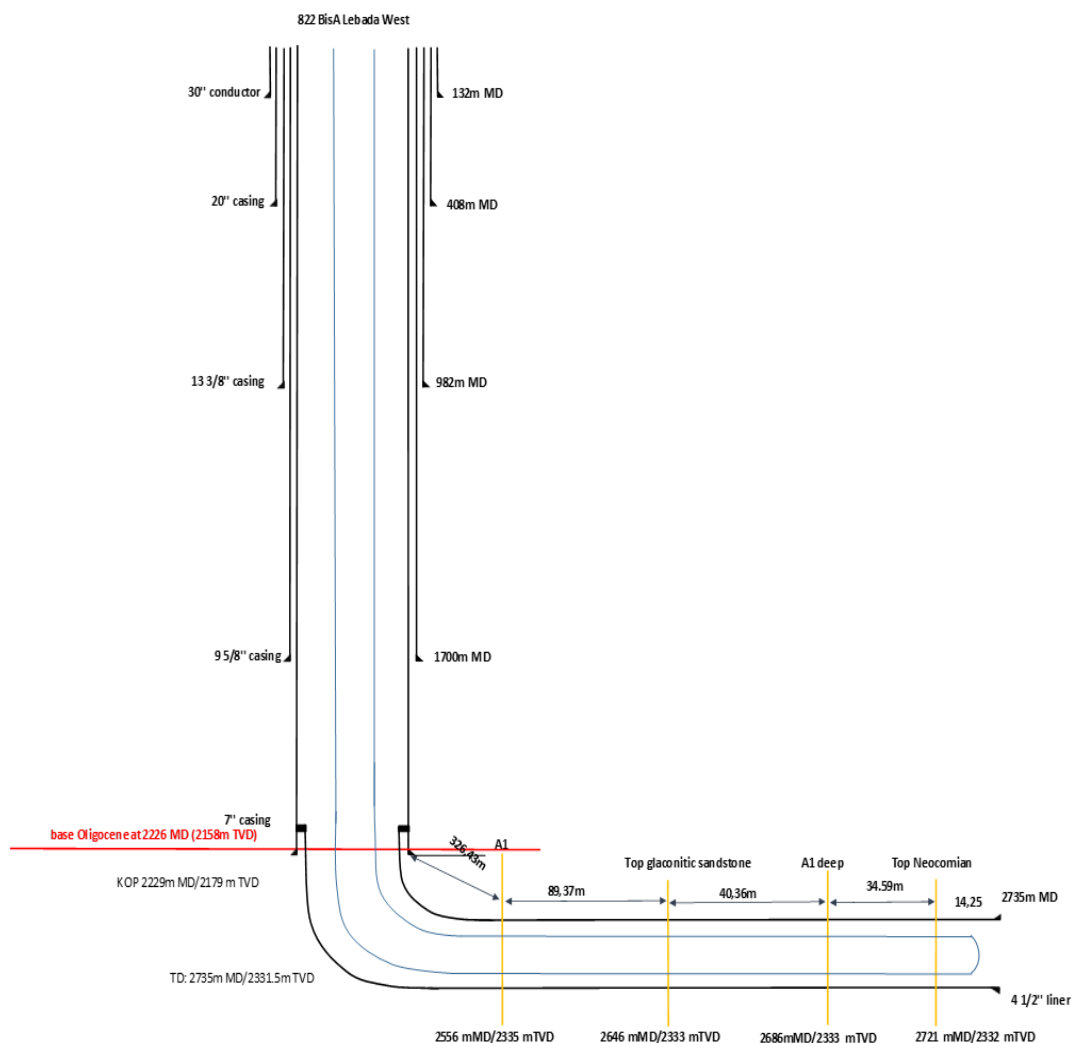 822 BisA Lebada West
30" conductor
132m MD
20" casing
408m MD
13 3/8" casing
982m MD
9 5/8" casing
1700m MD
7" casing
base Oligocene at 2226 MD (2158m TVD)
326,43m
A1
KOP 2229m MD/2179 m TVD
Top glaconitic sandstone
A1 deep
Top Neocomian
89,37m
40,36m
34.59m
14,25
2735m MD
TD: 2735m MD/2331.5m TVD
4 1/2" liner
2556 mMD/2335 mTVD
2646 mMD/2333 mTVD
2686mMD/2333 mTVD
2721 mMD/2332 mTVD